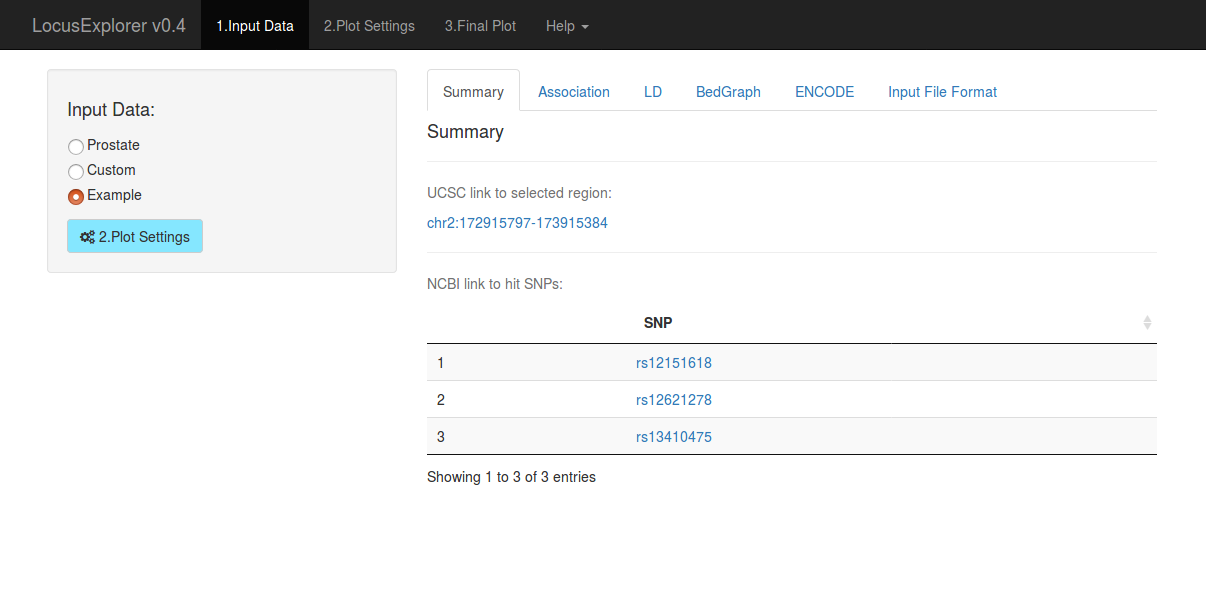 LocusExplorer v0.4 1.Input Data 2.Plot Settings 3.Final Plot Help
Input Data:
Prostate
Custom
Example
2.Plot Settings
Summary Association LD BedGraph ENCODE Input File Format
Summary
UCSC link to selected region:
chr2:172915797-173915384
NCBI link to hit SNPs:
SNP
1 rs12151618
2 rs12621278
3 rs13410475
Showing 1 to 3 of 3 entries